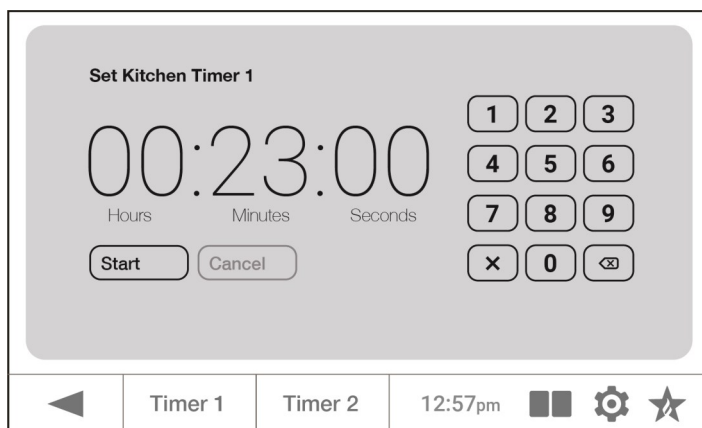 Set Kitchen Timer 1
00:23:00
Hours Minutes Seconds
Start Cancel
1 2 3
4 5 6
7 8 9
× 0 ⌫
Timer 1 Timer 2 12:57pm